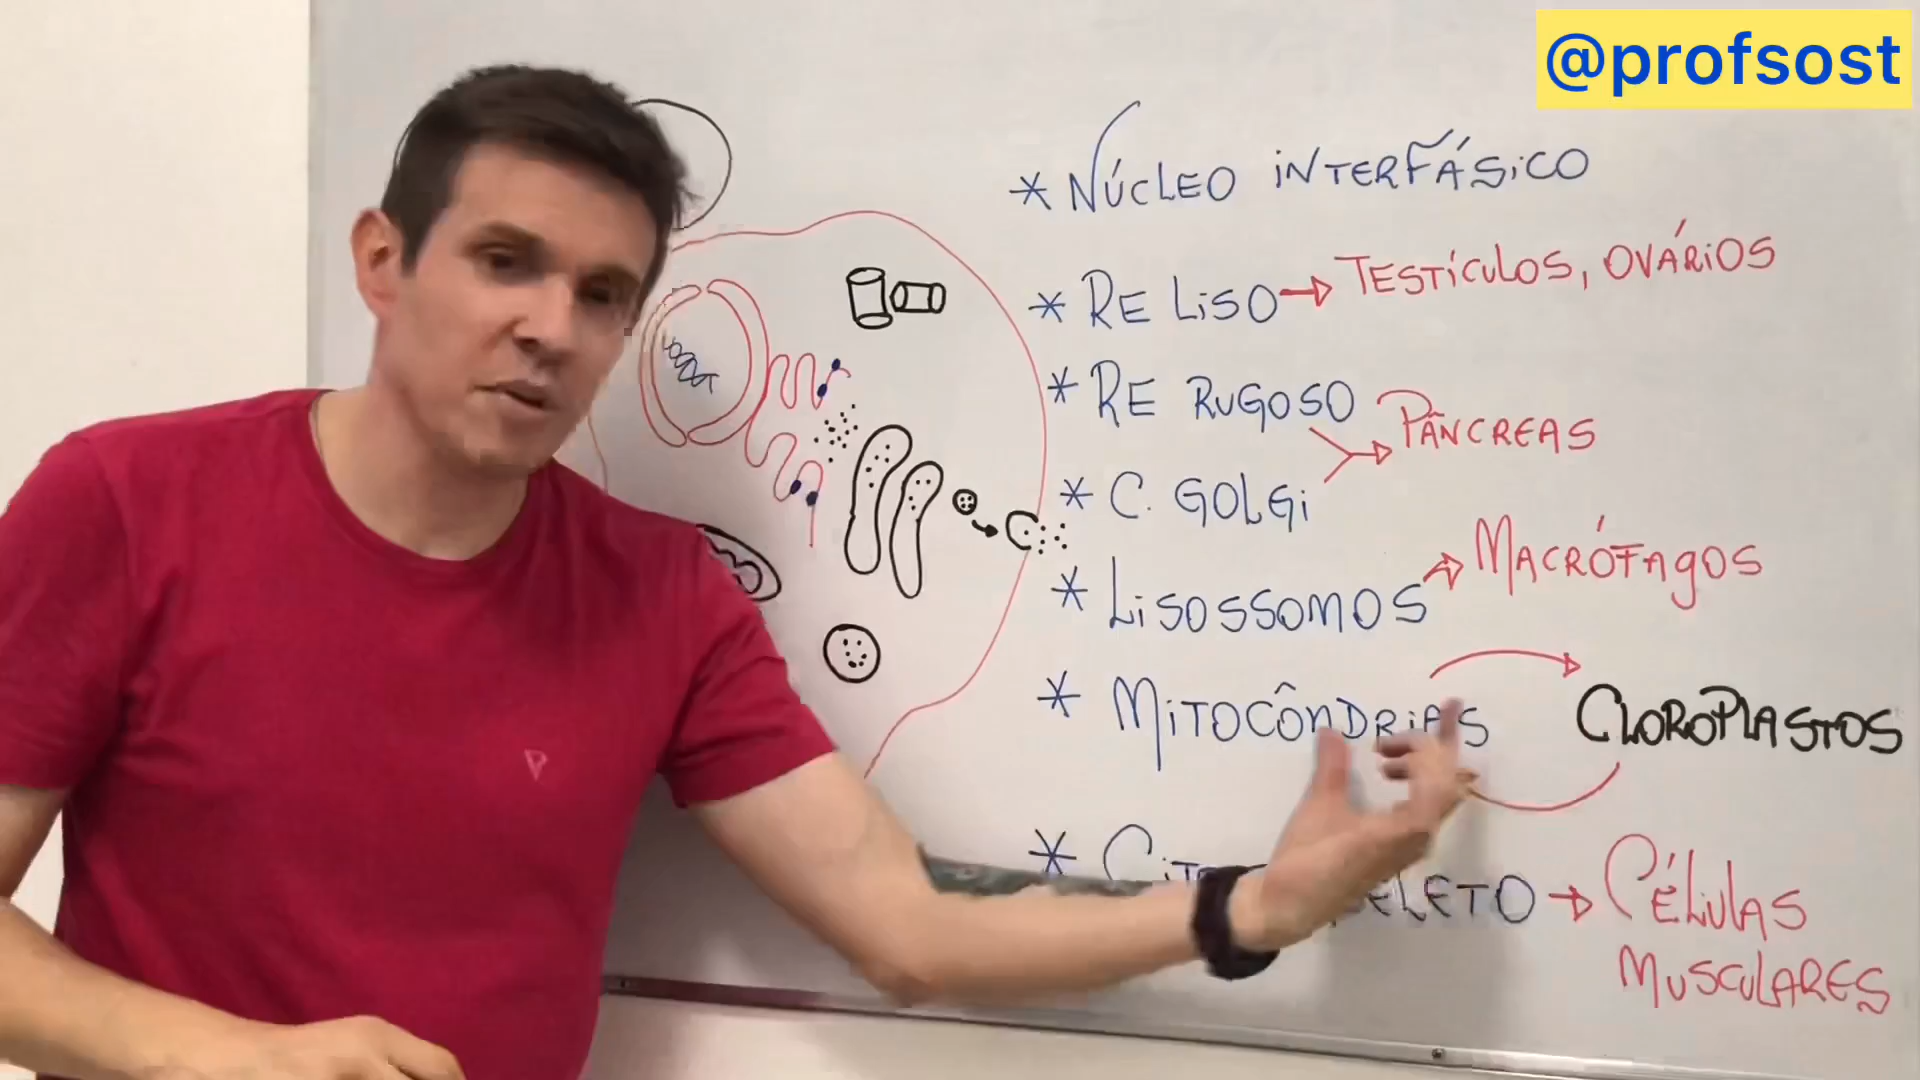 @profsost
* NÚCLEO INTERFÁSICO
* RE LISO → TESTÍCULOS, OVÁRIOS
* RE RUGOSO
PÂNCREAS
* C. GOLGI
* LISOSSOMOS → MACRÓFAGOS
* MITOCÔNDRIAS CLOROPLASTOS
* → CÉLULAS
MUSCULARES